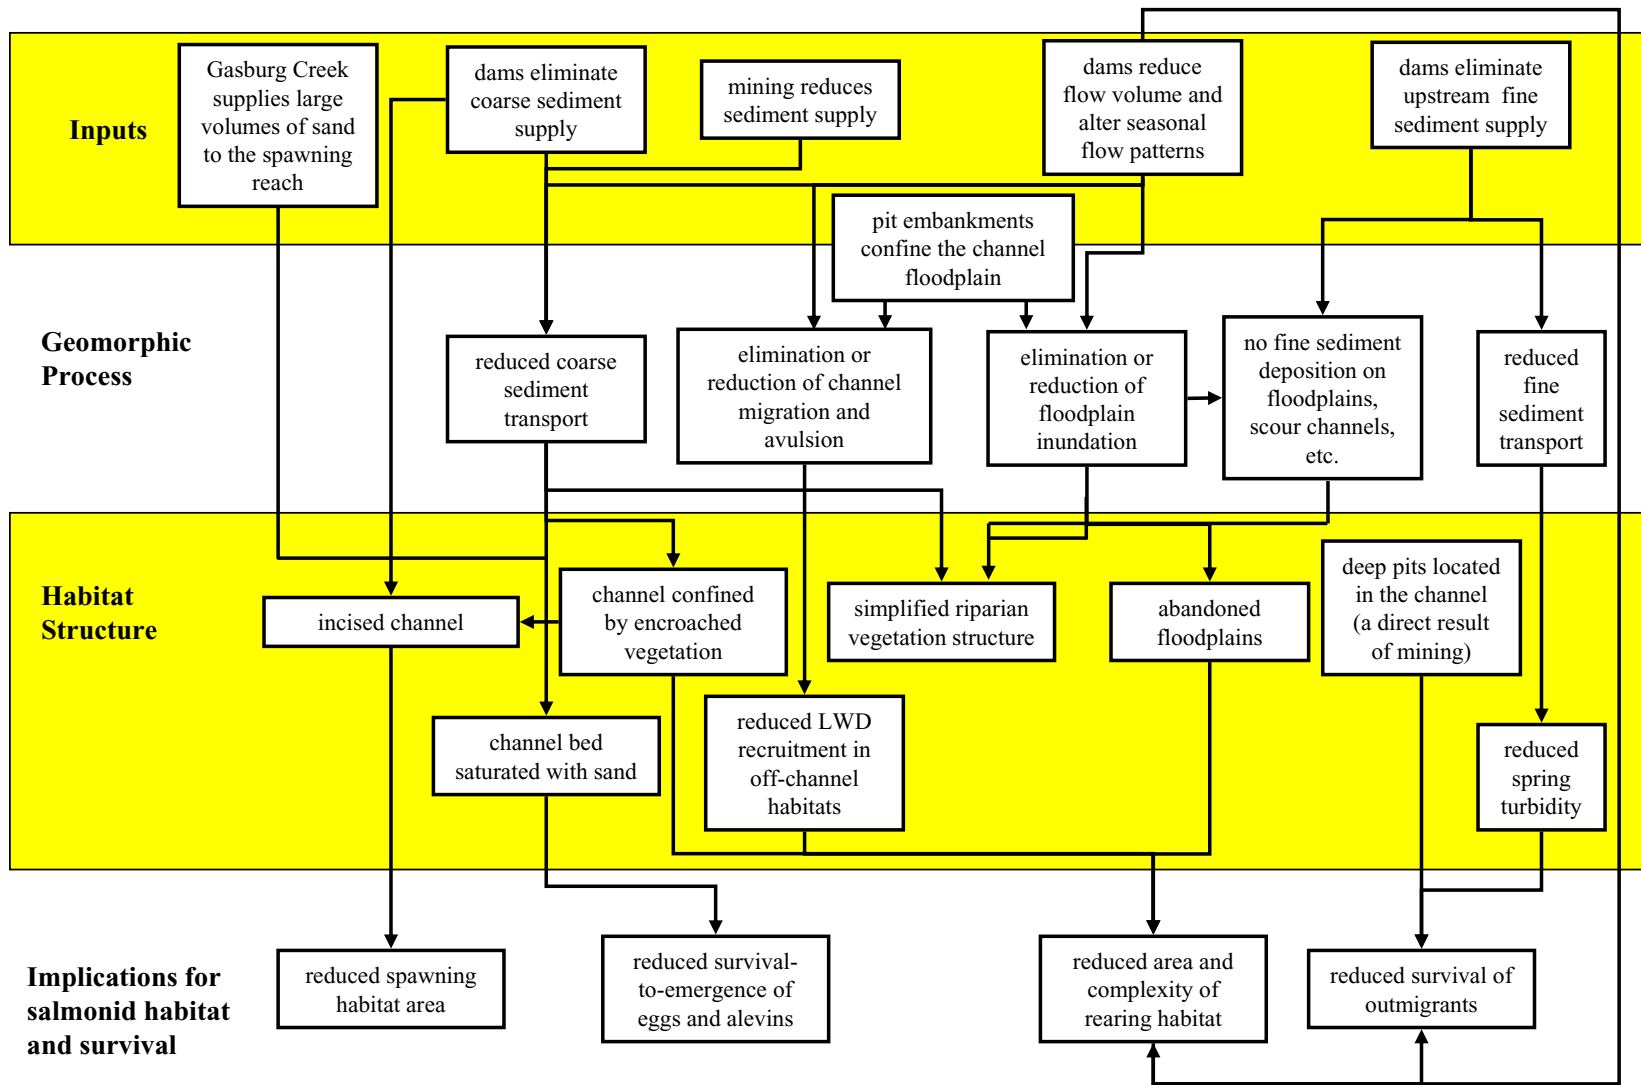 Inputs
Gasburg Creek
supplies large
volumes of sand
to the spawning
reach
dams eliminate
coarse sediment
supply
mining reduces
sediment supply
dams reduce
flow volume and
alter seasonal
flow patterns
dams eliminate
upstream fine
sediment supply
pit embankments
confine the channel
floodplain
Geomorphic
Process
reduced coarse
sediment
transport
elimination or
reduction of channel
migration and
avulsion
elimination or
reduction of
floodplain
inundation
no fine sediment
deposition on
floodplains,
scour channels,
etc.
reduced
fine
sediment
transport
Habitat
Structure
incised channel
channel confined
by encroached
vegetation
simplified riparian
vegetation structure
abandoned
floodplains
deep pits located
in the channel
(a direct result
of mining)
channel bed
saturated with sand
reduced LWD
recruitment in
off-channel
habitats
reduced
spring
turbidity
Implications for
salmonid habitat
and survival
reduced spawning
habitat area
reduced survival-
to-emergence of
eggs and alevins
reduced area and
complexity of
rearing habitat
reduced survival of
outmigrants